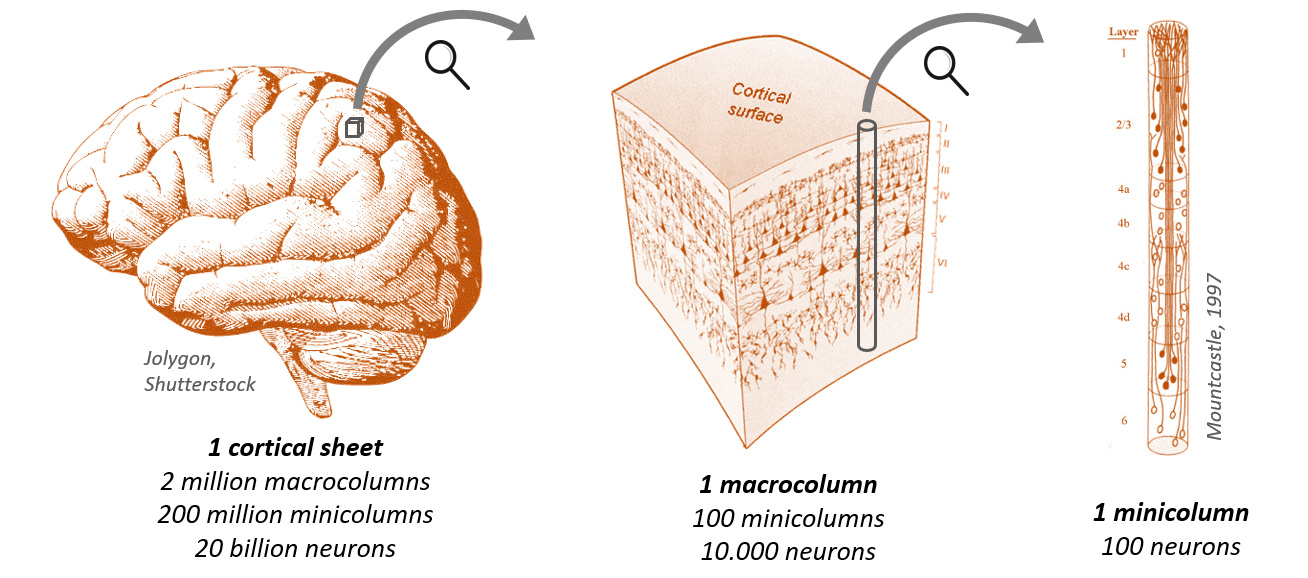 Jolygon,
Shutterstock
1 cortical sheet
2 million macrocolumns
200 million minicolumns
20 billion neurons
Cortical
surface
I
II
III
IV
V
VI
1 macrocolumn
100 minicolumns
10.000 neurons
Layer
1
2/3
4a
4b
4c
4d
5
6
Mountcastle, 1997
1 minicolumn
100 neurons